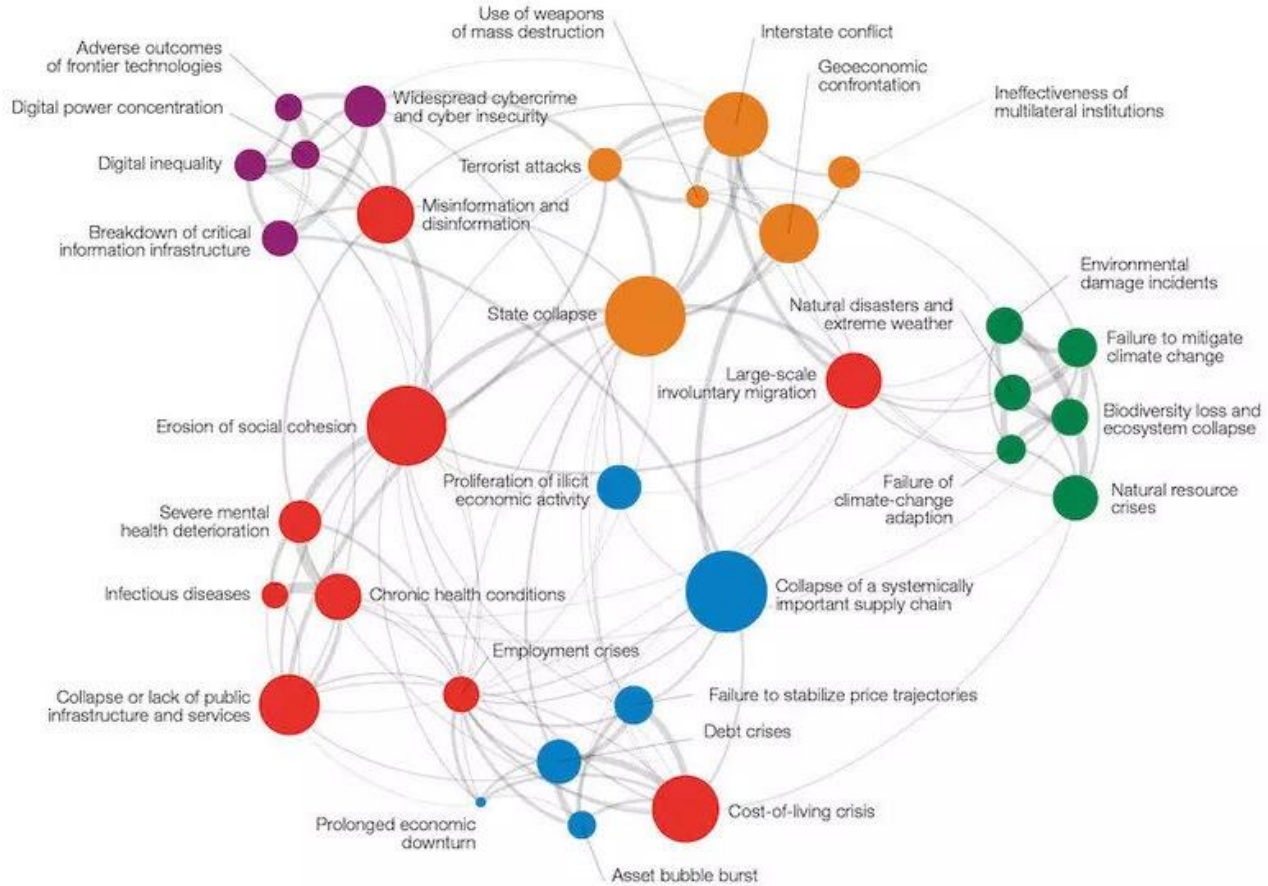 Use of weapons
of mass destruction
Interstate conflict
Adverse outcomes
of frontier technologies
Geoeconomic
confrontation
Ineffectiveness of
multilateral institutions
Digital power concentration
Widespread cybercrime
and cyber insecurity
Digital inequality
Terrorist attacks
Misinformation and
disinformation
Breakdown of critical
information infrastructure
Environmental
damage incidents
State collapse
Natural disasters and
extreme weather
Failure to mitigate
climate change
Large-scale
involuntary migration
Biodiversity loss and
ecosystem collapse
Erosion of social cohesion
Proliferation of illicit
economic activity
Failure of
climate-change
adaption
Natural resource
crises
Severe mental
health deterioration
Infectious diseases
Chronic health conditions
Collapse of a systemically
important supply chain
Employment crises
Collapse or lack of public
infrastructure and services
Failure to stabilize price trajectories
Debt crises
Prolonged economic
downturn
Cost-of-living crisis
Asset bubble burst